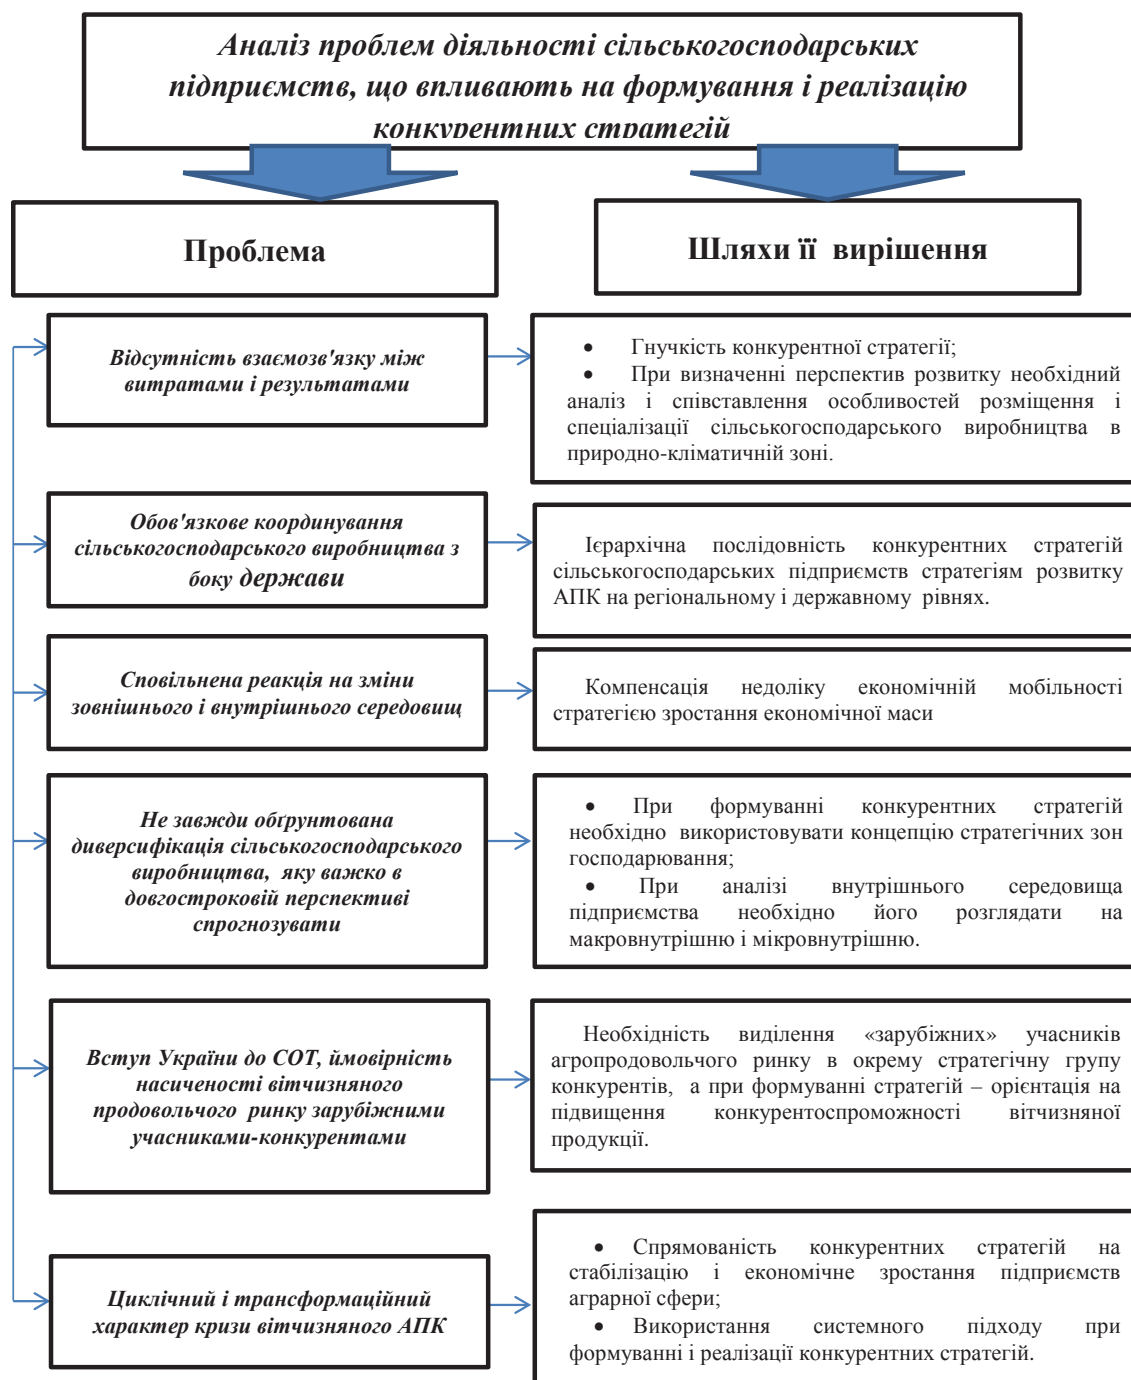 Аналіз проблем діяльності сільськогосподарських
підприємств, що впливають на формування і реалізацію
конкурентних стратегій
Проблема
Шляхи її вирішення
Відсутність взаємозв'язку між
витратами і результатами
• Гнучкість конкурентної стратегії;
• При визначенні перспектив розвитку необхідний
аналіз і співставлення особливостей розміщення і
спеціалізації сільськогосподарського виробництва в
природно-кліматичній зоні.
Обов'язкове координування
сільськогосподарського виробництва з
боку держави
Ієрархічна послідовність конкурентних стратегій
сільськогосподарських підприємств стратегіям розвитку
АПК на регіональному і державному рівнях.
Сповільнена реакція на зміни
зовнішнього і внутрішнього середовищ
Компенсація недоліку економічній мобільності
стратегією зростання економічної маси
Не завжди обґрунтована
диверсифікація сільськогосподарського
виробництва, яку важко в
довгостроковій перспективі
спрогнозувати
• При формуванні конкурентних стратегій
необхідно використовувати концепцію стратегічних зон
господарювання;
• При аналізі внутрішнього середовища
підприємства необхідно його розглядати на
макровнутрішню і мікровнутрішню.
Вступ України до СОТ, ймовірність
насиченості вітчизняного
продовольчого ринку зарубіжними
учасниками-конкурентами
Необхідність виділення «зарубіжних» учасників
агропродовольчого ринку в окрему стратегічну групу
конкурентів, а при формуванні стратегій – орієнтація на
підвищення конкурентоспроможності вітчизняної
продукції.
Циклічний і трансформаційний
характер кризи вітчизняного АПК
• Спрямованість конкурентних стратегій на
стабілізацію і економічне зростання підприємств
аграрної сфери;
• Використання системного підходу при
формуванні і реалізації конкурентних стратегій.